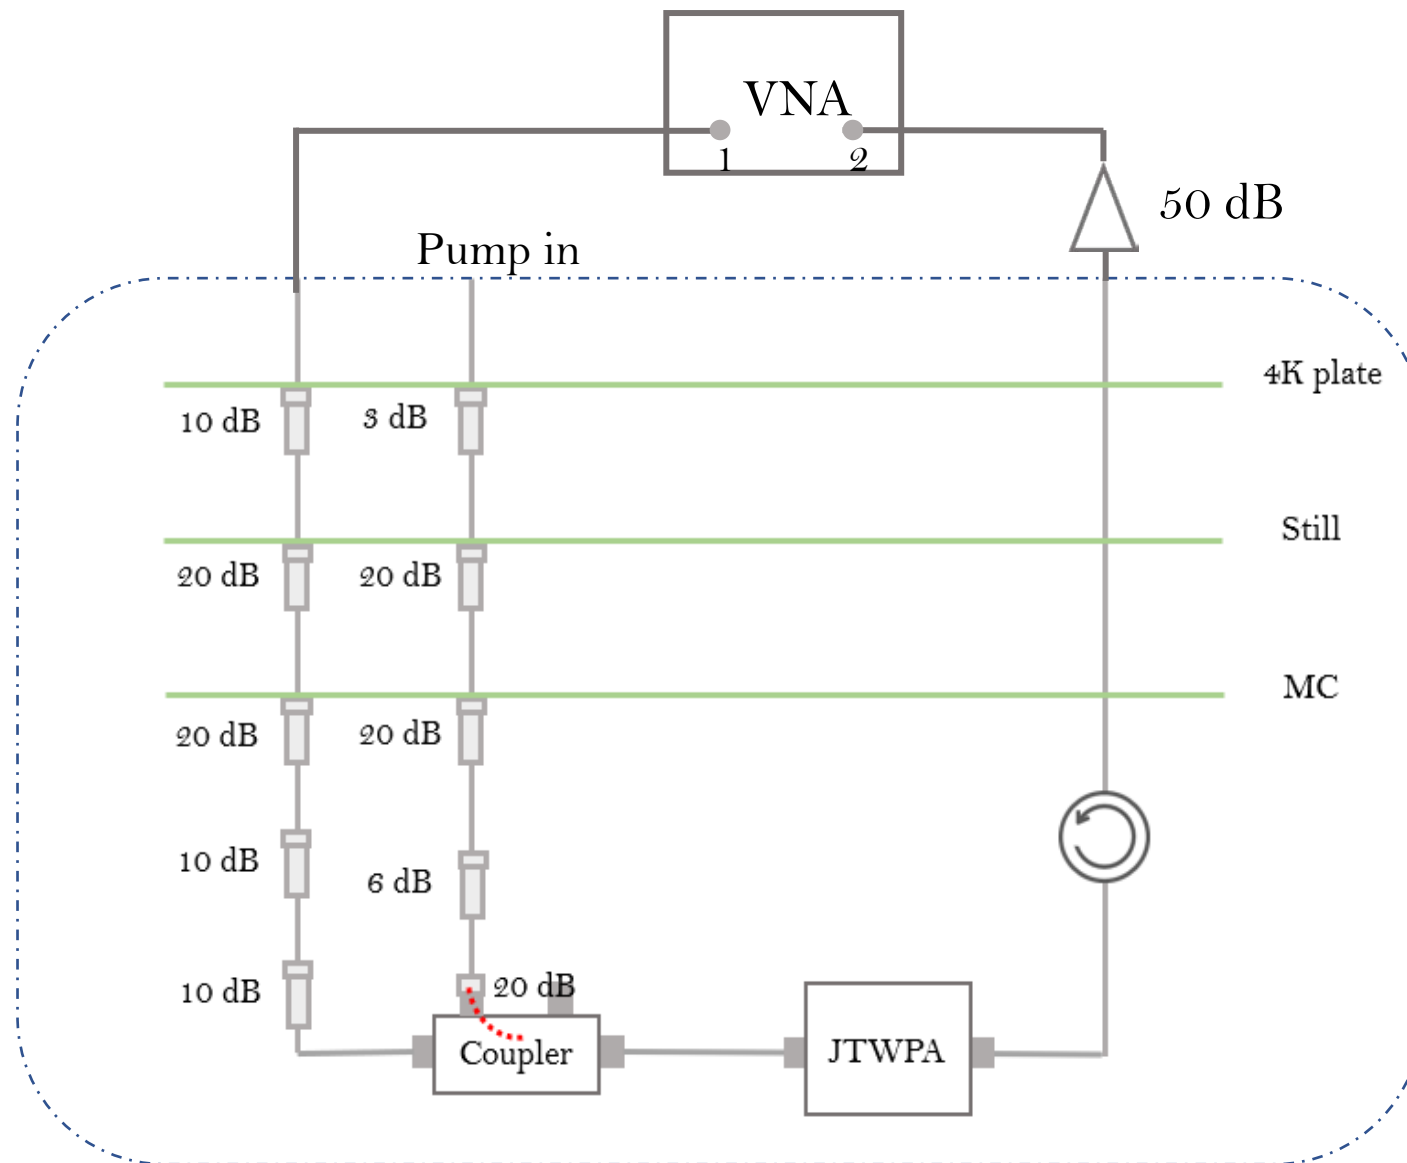 VNA
1
2
50 dB
Pump in
4K plate
10 dB
3 dB
Still
20 dB
20 dB
MC
20 dB
20 dB
10 dB
6 dB
10 dB
20 dB
Coupler
JTWPA